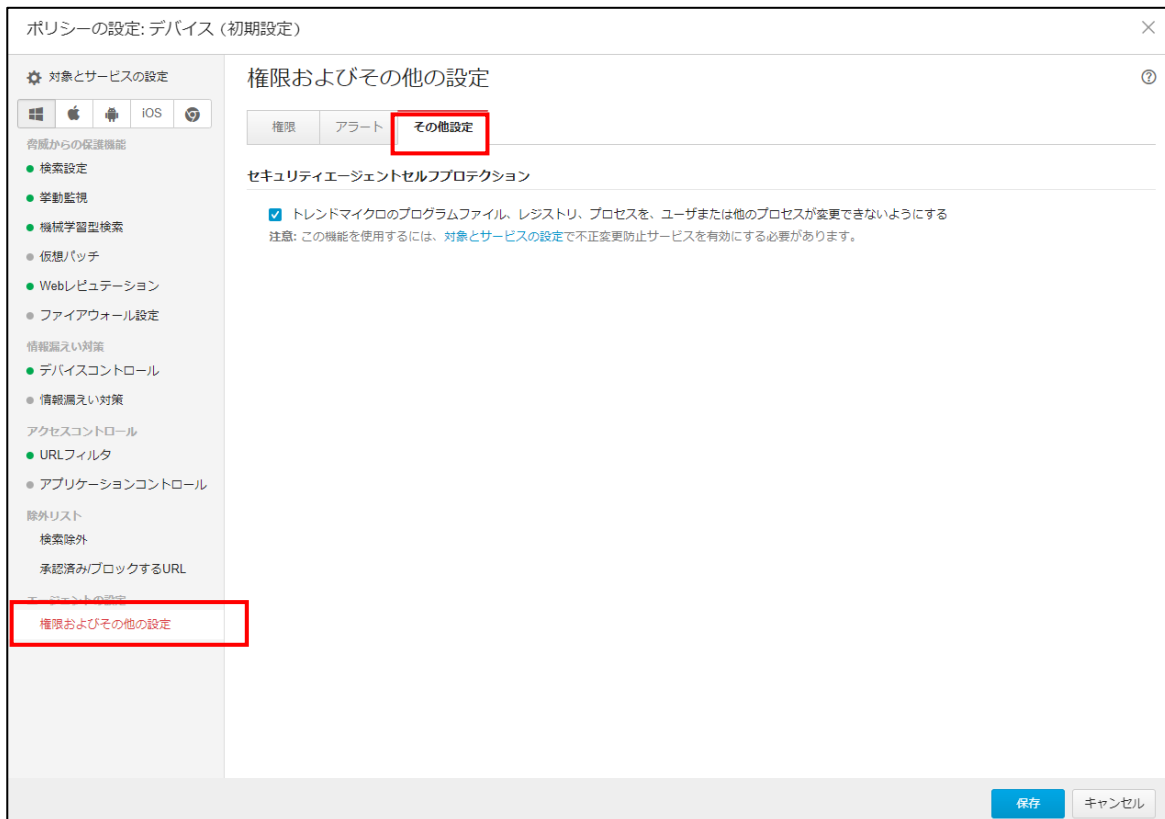 ポリシーの設定: デバイス (初期設定)
対象とサービスの設定
iOS
脅威からの保護機能
検索設定
挙動監視
機械学習型検索
仮想パッチ
Webレピュテーション
ファイアウォール設定
情報漏えい対策
デバイスコントロール
情報漏えい対策
アクセスコントロール
URLフィルタ
アプリケーションコントロール
除外リスト
検索除外
承認済み/ブロックするURL
エージェントの設定
権限およびその他の設定
権限およびその他の設定
権限 アラート その他設定
セキュリティエージェントセルフプロテクション
トレンドマイクロのプログラムファイル、レジストリ、プロセスを、ユーザまたは他のプロセスが変更できないようにする
注意: この機能を使用するには、対象とサービスの設定で不正変更防止サービスを有効にする必要があります。
保存 キャンセル